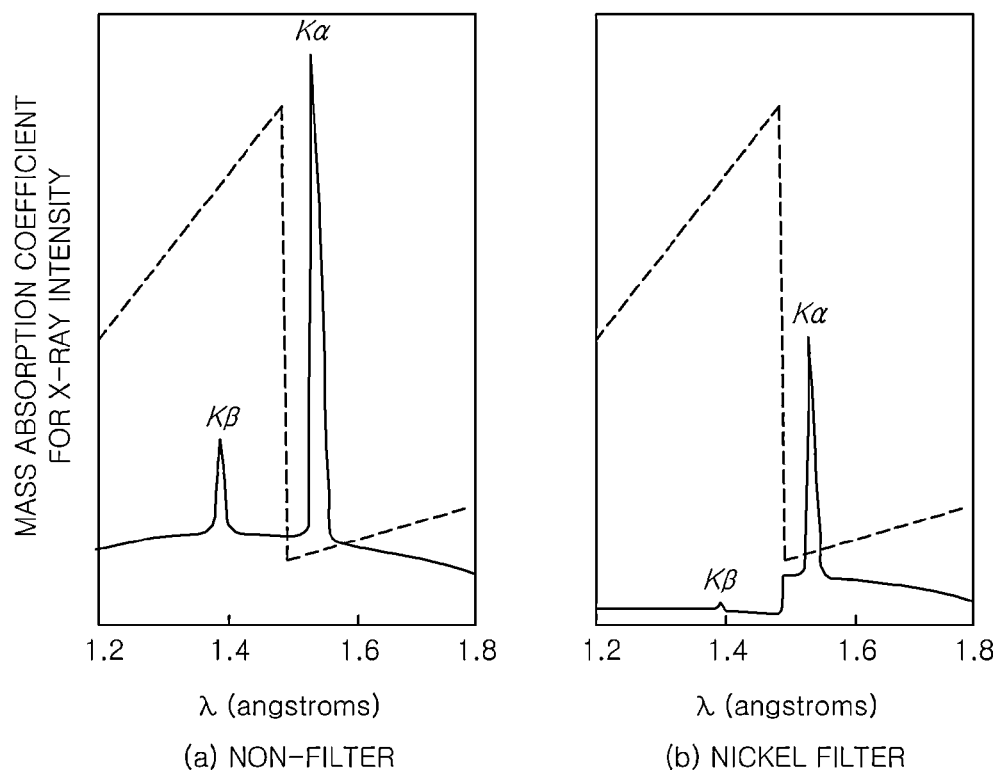 MASS ABSORPTION COEFFICIENT
FOR X-RAY INTENSITY
Kα
Kβ
1.2 1.4 1.6 1.8
λ (angstroms)
(a) NON-FILTER
Kα
Kβ
1.2 1.4 1.6 1.8
λ (angstroms)
(b) NICKEL FILTER